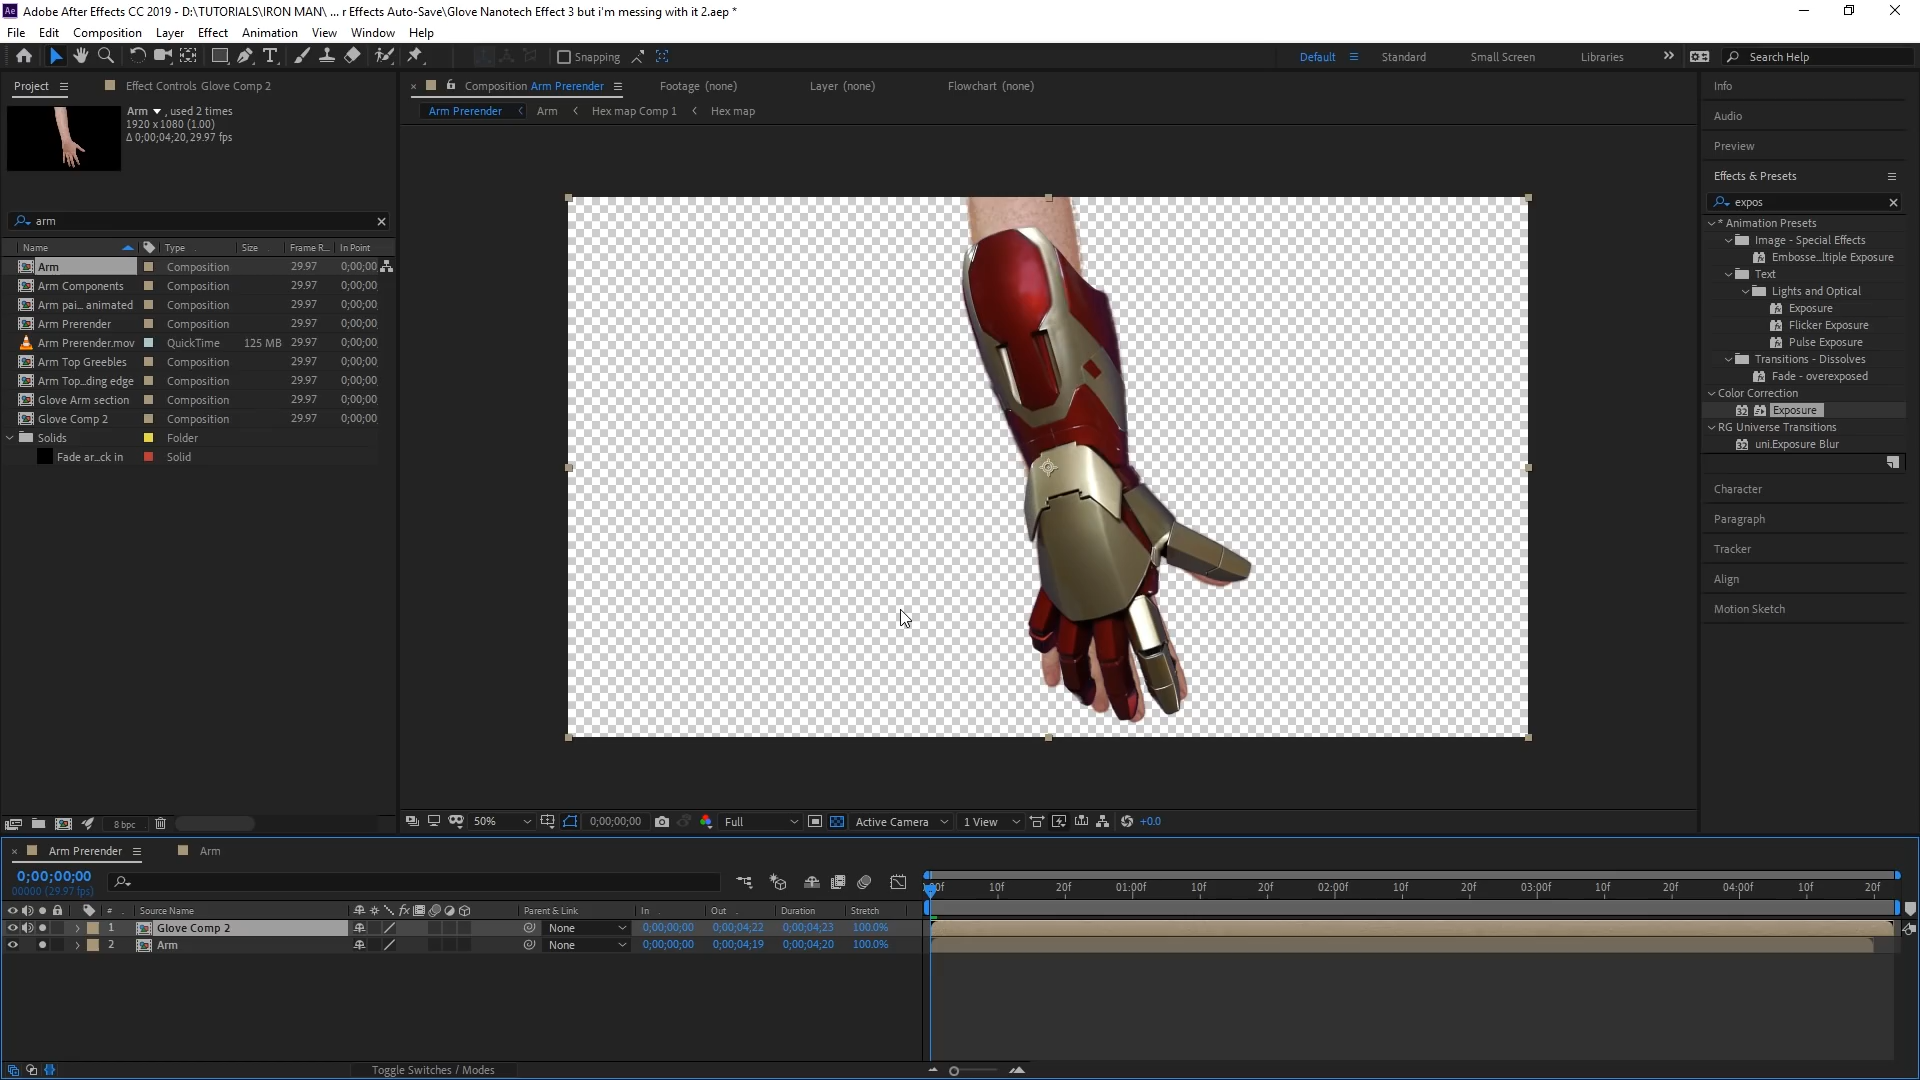 Adobe After Effects CC 2019 - D:\TUTORIALS\IRON MAN\ ... r Effects Auto-Save\Glove Nanotech Effect 3 but i'm messing with it 2.aep *
File Edit Composition Layer Effect Animation View Window Help
Snapping Default Standard Small Screen Libraries Search Help
Project Effect Controls Glove Comp 2
Composition Arm Prerender Footage (none) Layer (none) Flowchart (none)
Arm Prerender Arm Hex map Comp 1 Hex map
Arm , used 2 times
1920 x 1080 (1.00)
Δ 0;00;04;20, 29.97 fps
arm
Name Type Size Frame R... In Point
Arm Composition 29.97 0;00;00
Arm Components Composition 29.97 0;00;00
Arm pai... animated Composition 29.97 0;00;00
Arm Prerender Composition 29.97 0;00;00
Arm Prerender.mov QuickTime 125 MB 29.97 0;00;00
Arm Top Greebles Composition 29.97 0;00;00
Arm Top...ding edge Composition 29.97 0;00;00
Glove Arm section Composition 29.97 0;00;00
Glove Comp 2 Composition 29.97 0;00;00
Solids Folder
Fade ar...ck in Solid
Info
Audio
Preview
Effects & Presets
expos
* Animation Presets
Image - Special Effects
Embosse...ltiple Exposure
Text
Lights and Optical
Exposure
Flicker Exposure
Pulse Exposure
Transitions - Dissolves
Fade - overexposed
Color Correction
32 Exposure
RG Universe Transitions
32 uni.Exposure Blur
Character
Paragraph
Tracker
Align
Motion Sketch
8 bpc
50% 0;00;00;00 Full Active Camera 1 View +0.0
Arm Prerender Arm
0;00;00;00
00000 (29.97 fps)
10f 20f 01:00f 10f 20f 02:00f 10f 20f 03:00f 10f 20f 04:00f 10f 20f
# Source Name fx Parent & Link In Out Duration Stretch
1 Glove Comp 2 None 0;00;00;00 0;00;04;22 0;00;04;23 100.0%
2 Arm None 0;00;00;00 0;00;04;19 0;00;04;20 100.0%
Toggle Switches / Modes